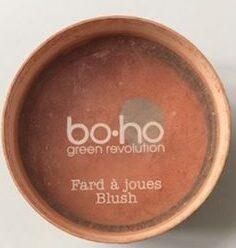 bo•ho
green revolution
Fard à joues
Blush